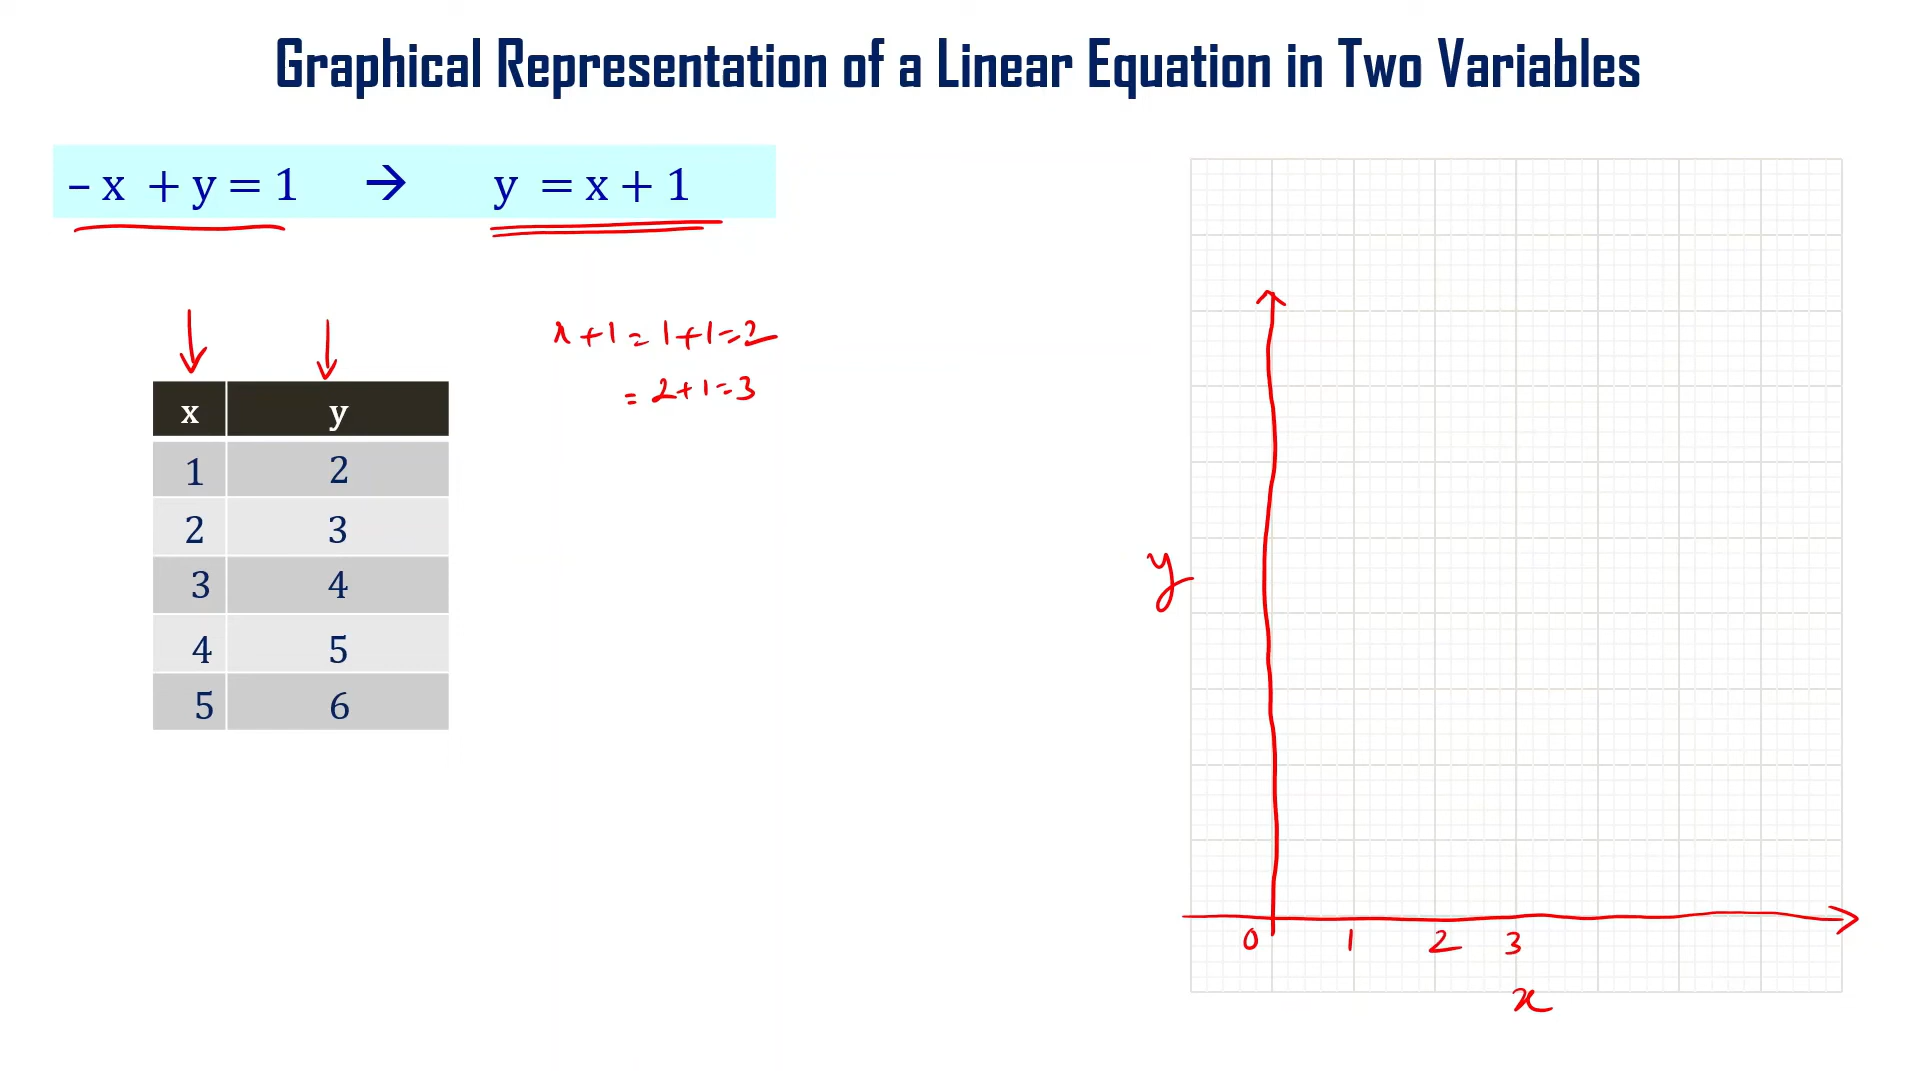 Graphical Representation of a Linear Equation in Two Variables
– x + y = 1 → y = x + 1
x + 1 = 1 + 1 = 2
= 2 + 1 = 3
x y
1 2
2 3
3 4
4 5
5 6
y
0 1 2 3
x